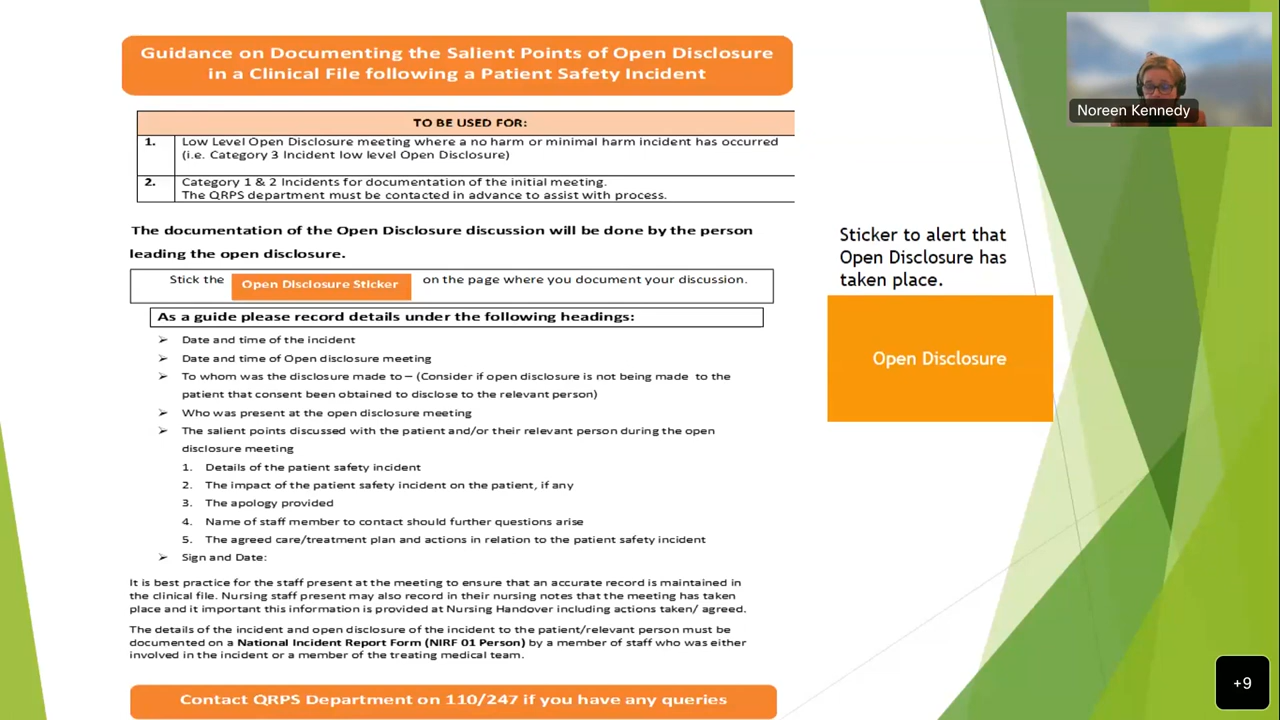 Guidance on Documenting the Salient Points of Open Disclosure
in a Clinical File following a Patient Safety Incident
TO BE USED FOR:
1. Low Level Open Disclosure meeting where a no harm or minimal harm incident has occurred
(i.e. Category 3 Incident low level Open Disclosure)
2. Category 1 & 2 Incidents for documentation of the initial meeting.
The QRPS department must be contacted in advance to assist with process.
The documentation of the Open Disclosure discussion will be done by the person
leading the open disclosure.
Stick the Open Disclosure Sticker on the page where you document your discussion.
As a guide please record details under the following headings:
➢ Date and time of the incident
➢ Date and time of Open disclosure meeting
➢ To whom was the disclosure made to – (Consider if open disclosure is not being made to the
patient that consent been obtained to disclose to the relevant person)
➢ Who was present at the open disclosure meeting
➢ The salient points discussed with the patient and/or their relevant person during the open
disclosure meeting
1. Details of the patient safety incident
2. The impact of the patient safety incident on the patient, if any
3. The apology provided
4. Name of staff member to contact should further questions arise
5. The agreed care/treatment plan and actions in relation to the patient safety incident
➢ Sign and Date:
It is best practice for the staff present at the meeting to ensure that an accurate record is maintained in
the clinical file. Nursing staff present may also record in their nursing notes that the meeting has taken
place and it important this information is provided at Nursing Handover including actions taken/ agreed.
The details of the incident and open disclosure of the incident to the patient/relevant person must be
documented on a National Incident Report Form (NIRF 01 Person) by a member of staff who was either
involved in the incident or a member of the treating medical team.
Contact QRPS Department on 110/247 if you have any queries
Sticker to alert that
Open Disclosure has
taken place.
Open Disclosure
Noreen Kennedy
+9